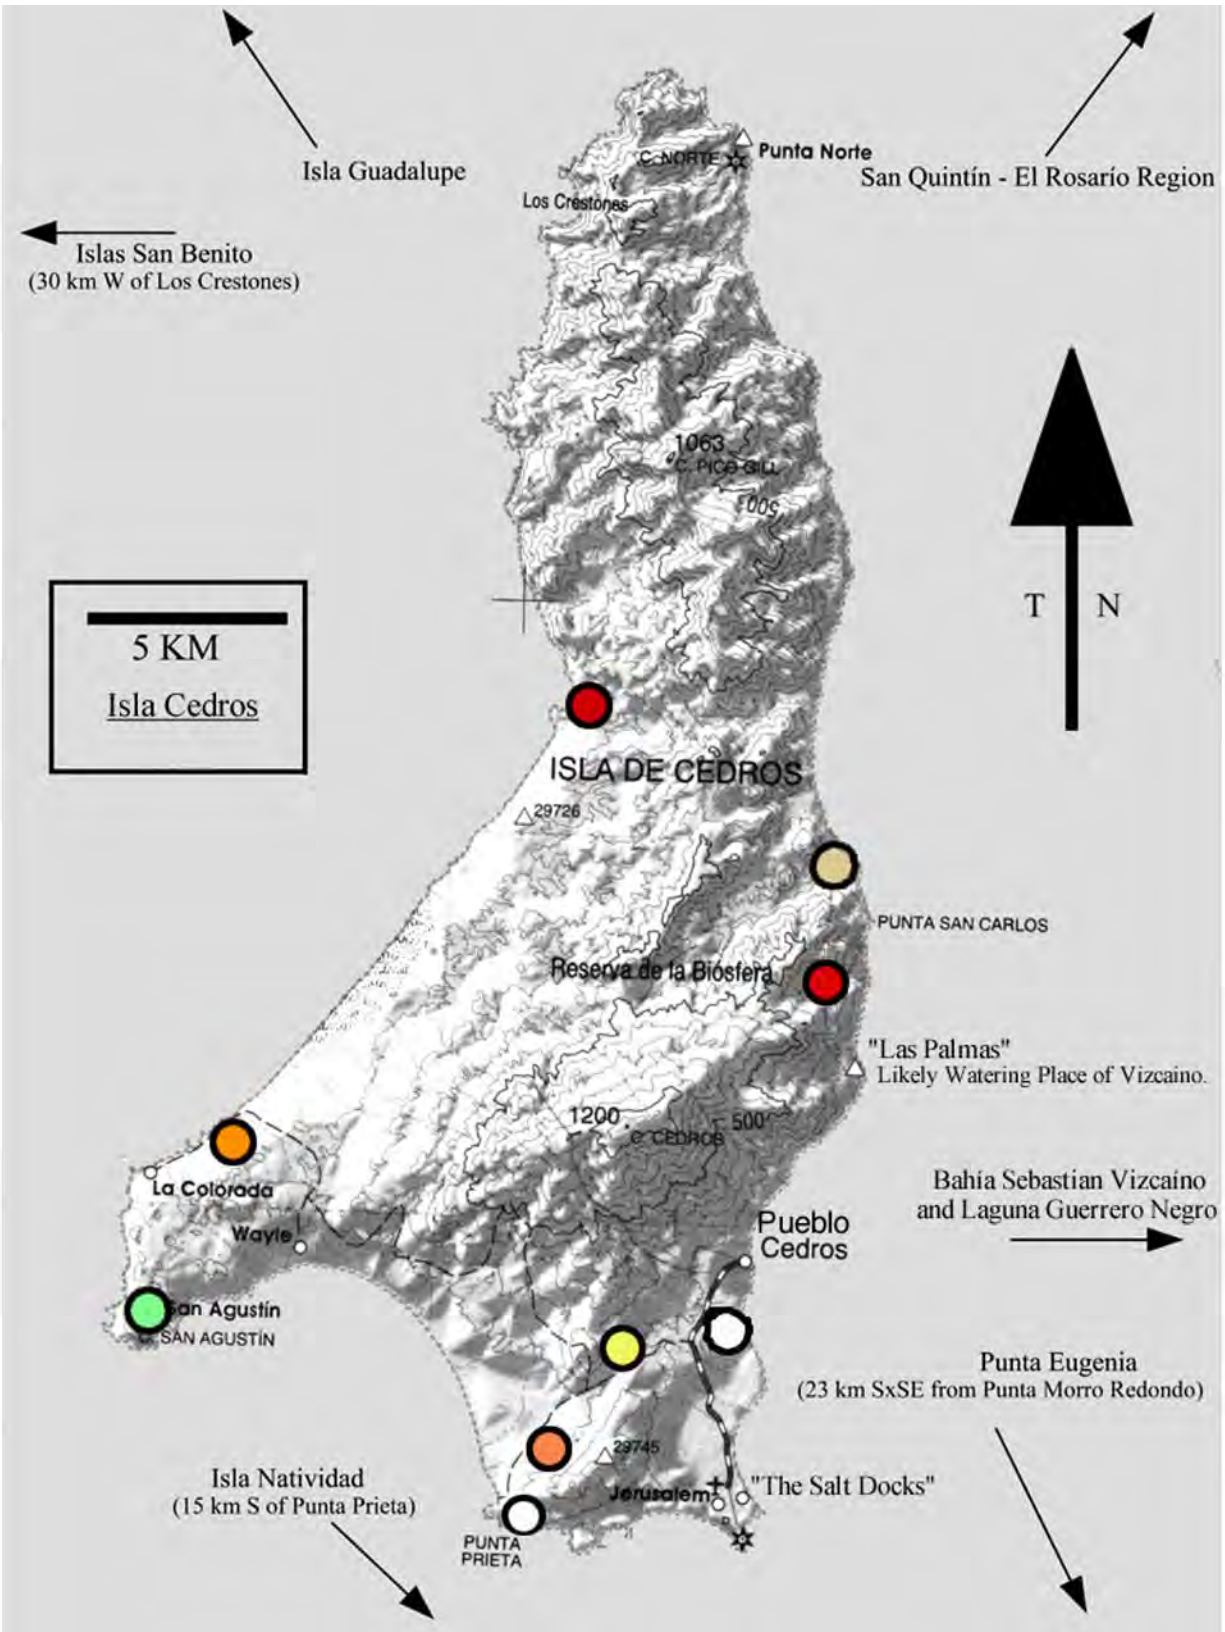 Isla Guadalupe
San Quintín - El Rosarío Region
Islas San Benito
(30 km W of Los Crestones)
Punta Norte
C. NORTE
Los Crestones
1063
C. PICO GILL
500
T N
5 KM
Isla Cedros
ISLA DE CEDROS
29726
PUNTA SAN CARLOS
Reserva de la Biósfera
"Las Palmas"
Likely Watering Place of Vizcaino.
1200
C. CEDROS
500
La Colorada
Wayle
Bahía Sebastian Vizcaíno
and Laguna Guerrero Negro
Pueblo
Cedros
San Agustín
C. SAN AGUSTÍN
Punta Eugenia
(23 km SxSE from Punta Morro Redondo)
29745
Isla Natividad
(15 km S of Punta Prieta)
Jerusalem
"The Salt Docks"
PUNTA
PRIETA